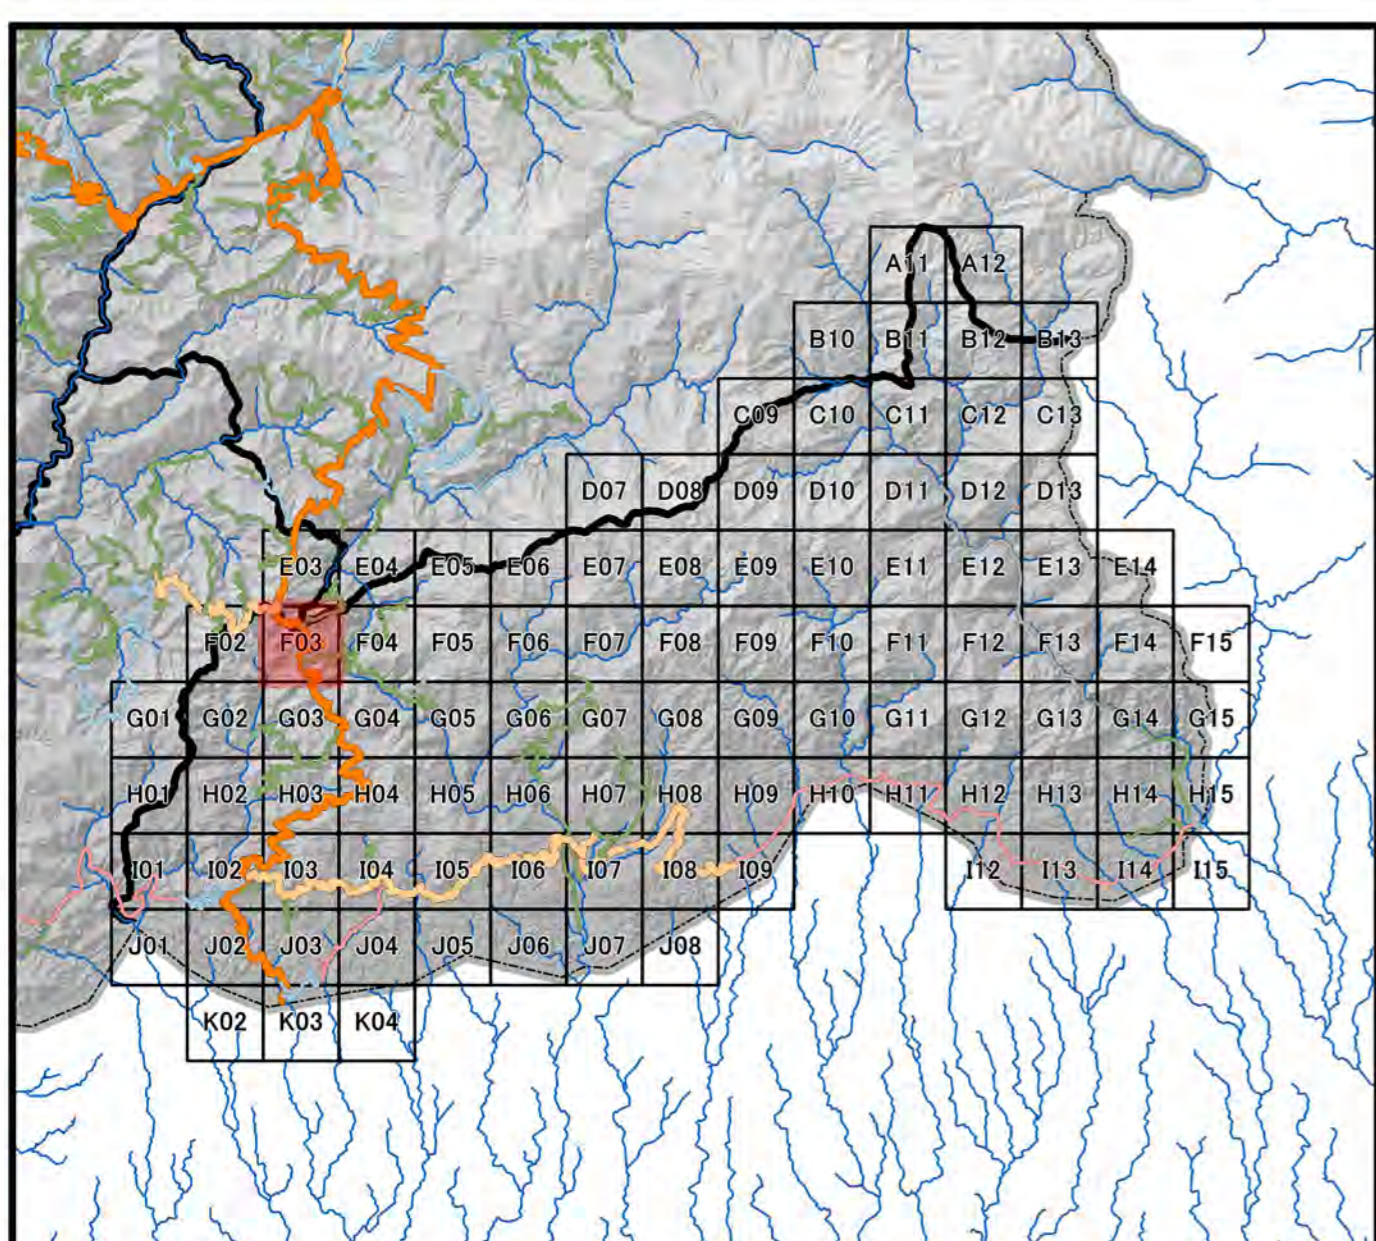 A11 A12
B10 B11 B12 B13
C09 C10 C11 C12 C13
D07 D08 D09 D10 D11 D12 D13
E03 E04 E05 E06 E07 E08 E09 E10 E11 E12 E13 E14
F02 F03 F04 F05 F06 F07 F08 F09 F10 F11 F12 F13 F14 F15
G01 G02 G03 G04 G05 G06 G07 G08 G09 G10 G11 G12 G13 G14 G15
H01 H02 H03 H04 H05 H06 H07 H08 H09 H10 H11 H12 H13 H14 H15
I01 I02 I03 I04 I05 I06 I07 I08 I09 I12 I13 I14 I15
J01 J02 J03 J04 J05 J06 J07 J08
K02 K03 K04